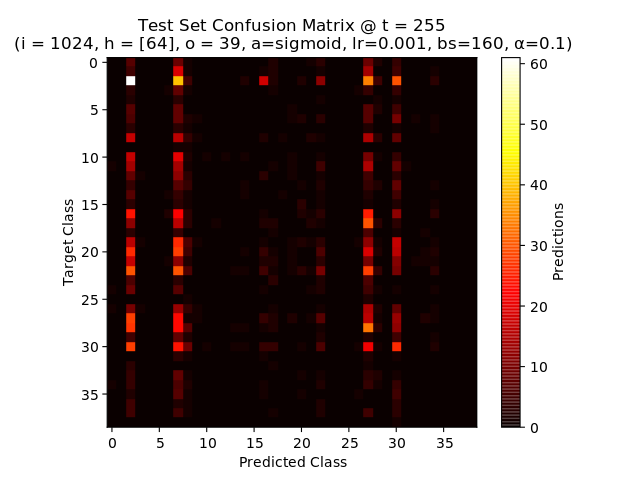 Test Set Confusion Matrix @ t = 255
(i = 1024, h = [64], o = 39, a=sigmoid, lr=0.001, bs=160, α=0.1)
0
5
10
15
20
25
30
35
Target Class
0 5 10 15 20 25 30 35
Predicted Class
60
50
40
30
20
10
0
Predictions